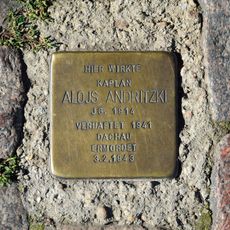 HIER WIRKTE
KAPLAN
ALOJS ANDRITZKI
JG. 1914
VERHAFTET 1941
DACHAU
ERMORDET
3.2.1943